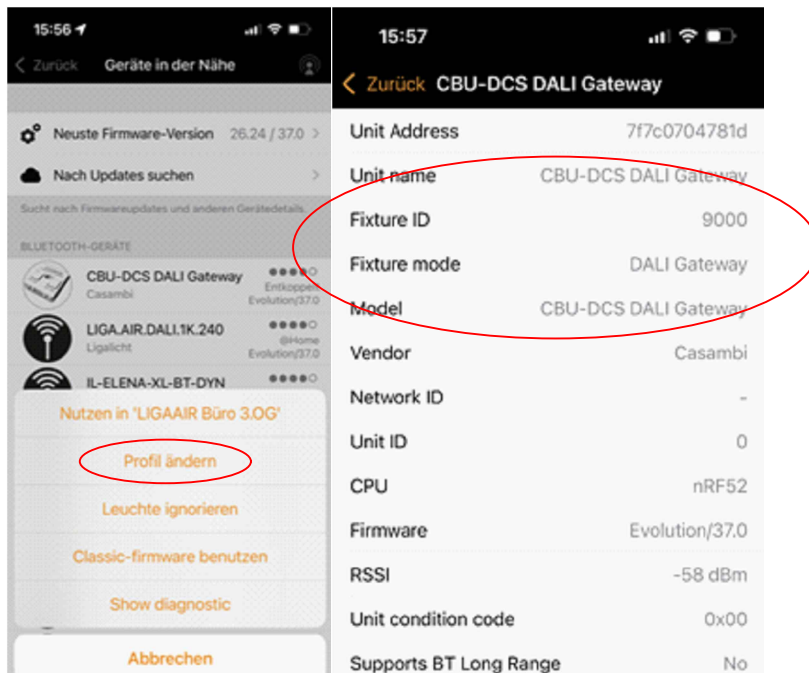 15:56
Zurück Geräte in der Nähe
Neuste Firmware-Version 26.24 / 37.0
Nach Updates suchen
Sucht nach Firmwareupdates und anderen Gerätedetails.
BLUETOOTH-GERÄTE
CBU-DCS DALI Gateway
Casambi Entkoppelt
Evolution/37.0
LIGA.AIR.DALI.1K.240
Ligalicht @Home
Evolution/37.0
IL-ELENA-XL-BT-DYN
Nutzen in 'LIGAAIR Büro 3.OG'
Profil ändern
Leuchte ignorieren
Classic-firmware benutzen
Show diagnostic
Abbrechen
15:57
Zurück CBU-DCS DALI Gateway
Unit Address 7f7c0704781d
Unit name CBU-DCS DALI Gateway
Fixture ID 9000
Fixture mode DALI Gateway
Model CBU-DCS DALI Gateway
Vendor Casambi
Network ID -
Unit ID 0
CPU nRF52
Firmware Evolution/37.0
RSSI -58 dBm
Unit condition code 0x00
Supports BT Long Range No